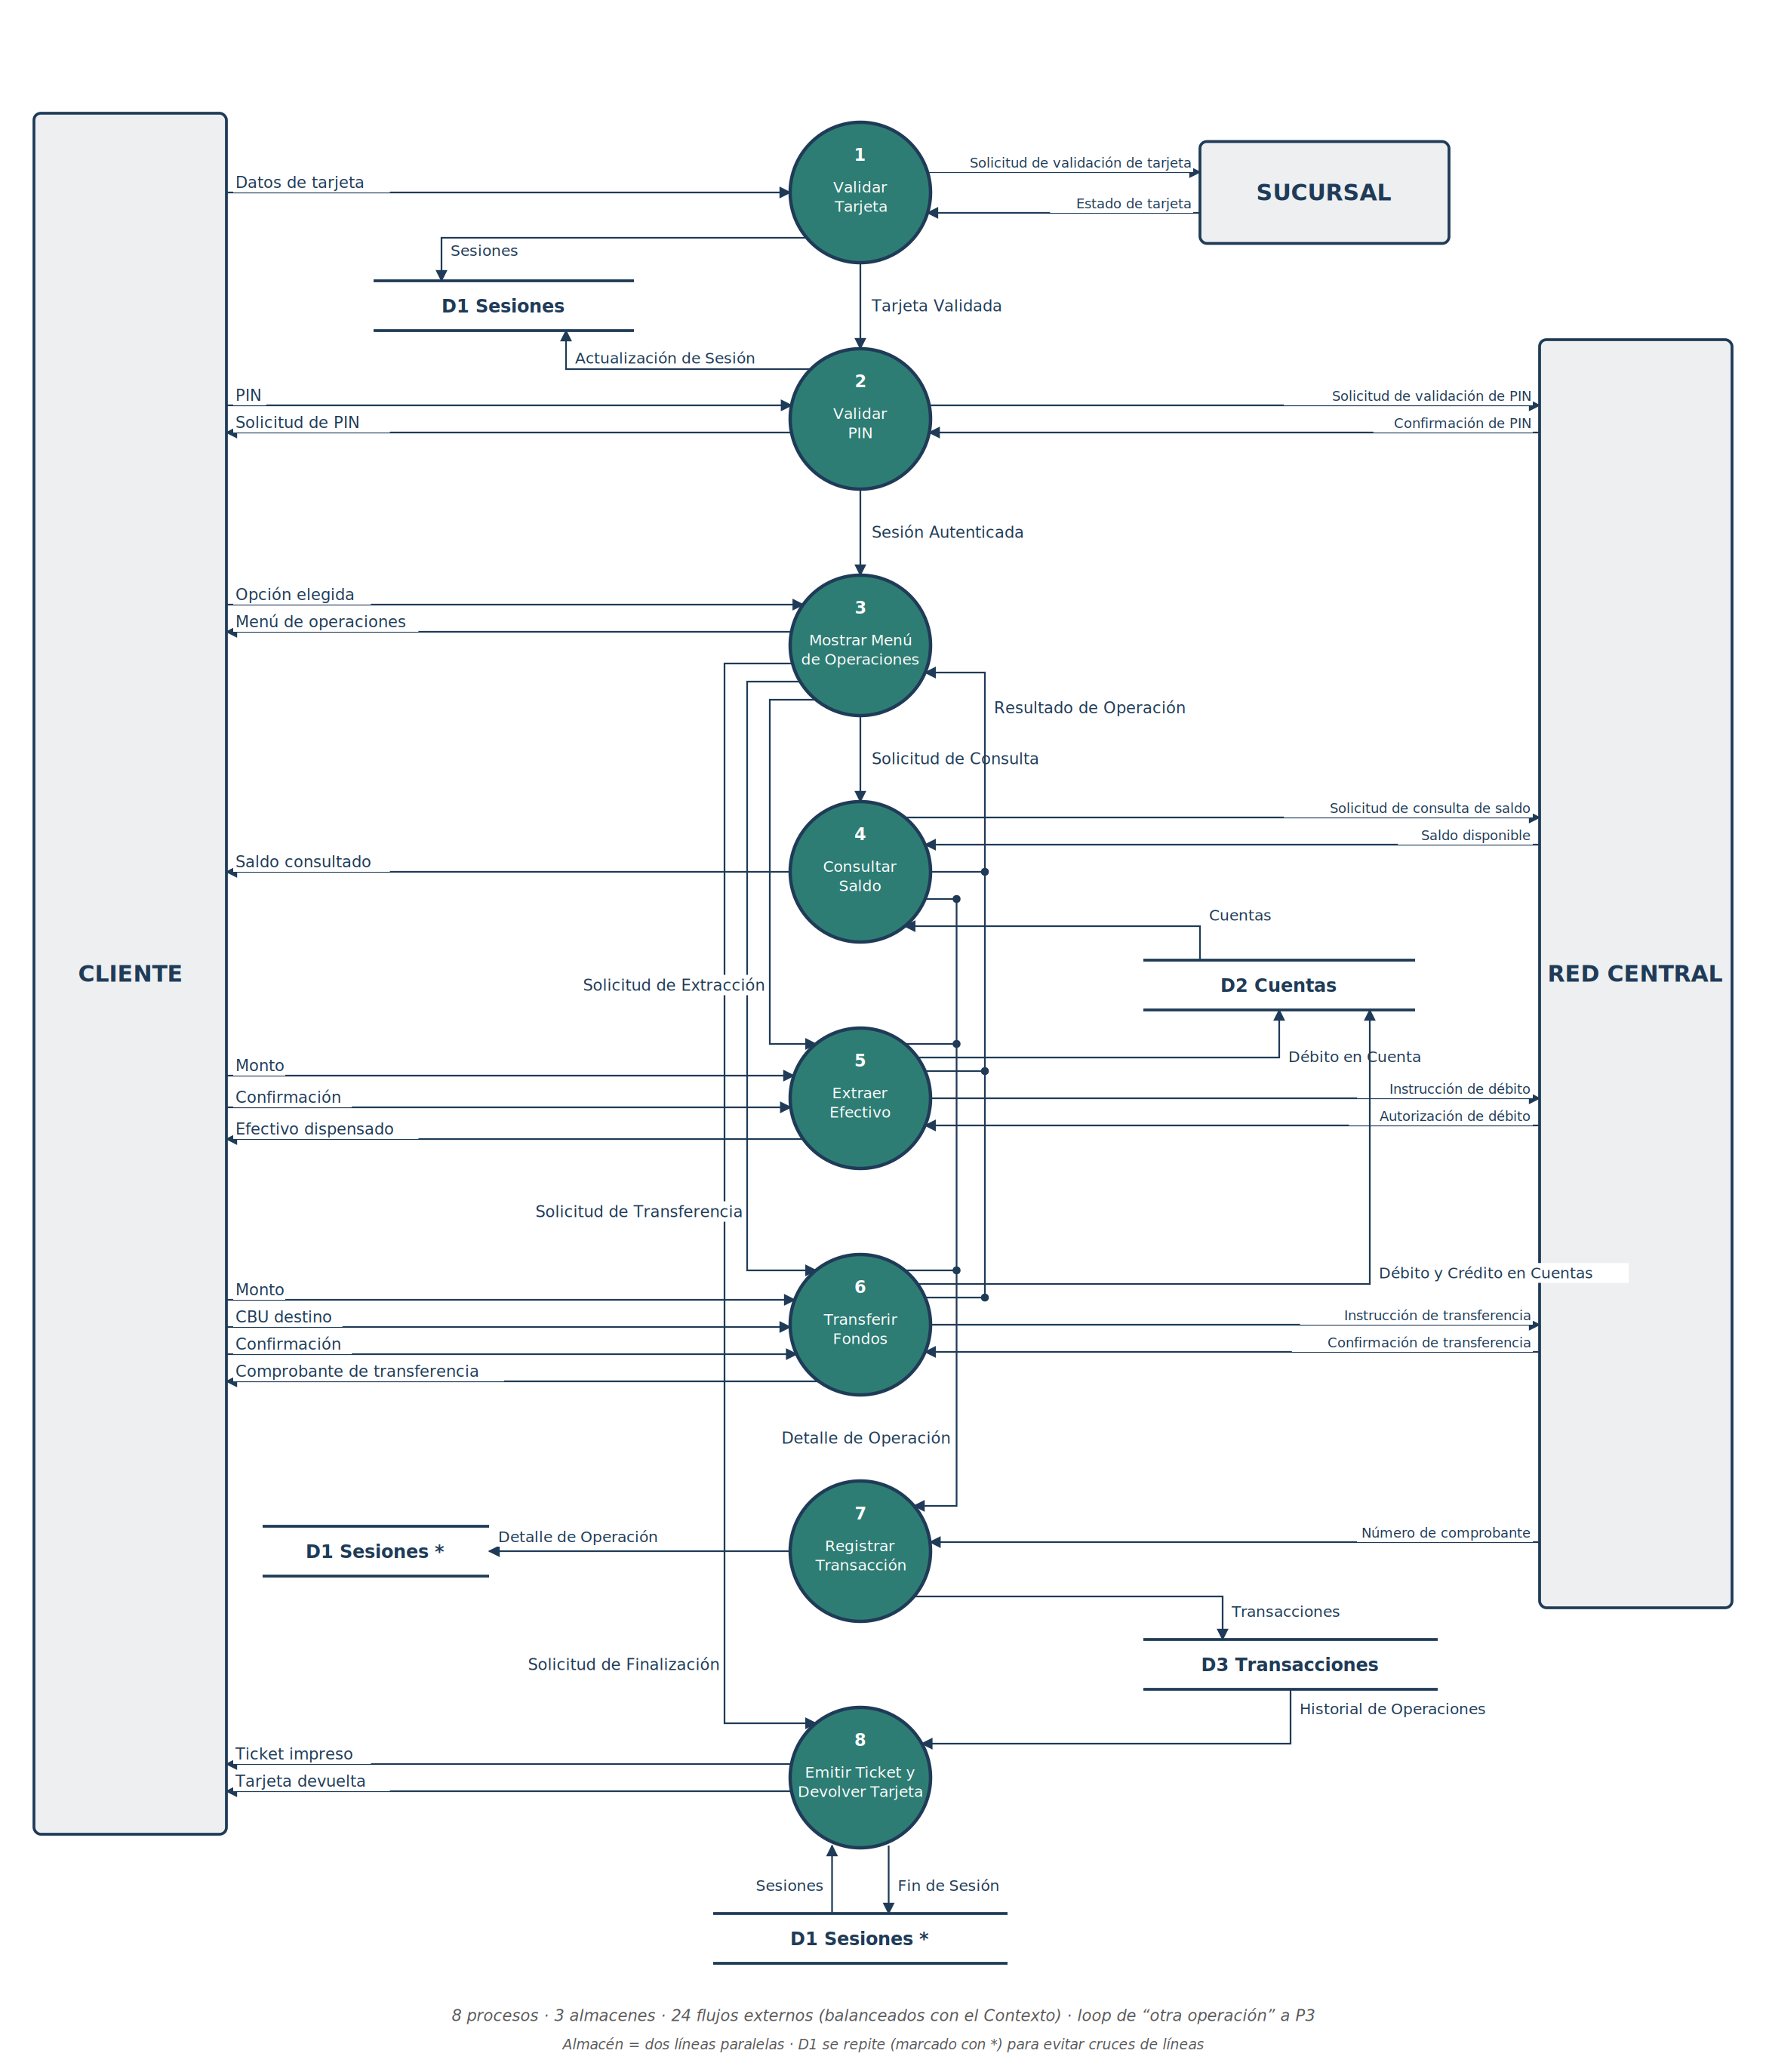 1
Validar
Tarjeta
Solicitud de validación de tarjeta
SUCURSAL
Datos de tarjeta
Estado de tarjeta
Sesiones
D1 Sesiones
Tarjeta Validada
Actualización de Sesión
2
Validar
PIN
PIN
Solicitud de PIN
Solicitud de validación de PIN
Confirmación de PIN
Sesión Autenticada
3
Mostrar Menú
de Operaciones
Opción elegida
Menú de operaciones
Resultado de Operación
Solicitud de Consulta
4
Consultar
Saldo
Solicitud de consulta de saldo
Saldo disponible
Saldo consultado
Cuentas
CLIENTE
Solicitud de Extracción
D2 Cuentas
RED CENTRAL
5
Extraer
Efectivo
Débito en Cuenta
Monto
Confirmación
Efectivo dispensado
Instrucción de débito
Autorización de débito
Solicitud de Transferencia
6
Transferir
Fondos
Débito y Crédito en Cuentas
Monto
CBU destino
Confirmación
Comprobante de transferencia
Instrucción de transferencia
Confirmación de transferencia
Detalle de Operación
7
Registrar
Transacción
Detalle de Operación
D1 Sesiones *
Número de comprobante
Transacciones
Solicitud de Finalización
D3 Transacciones
Historial de Operaciones
8
Emitir Ticket y
Devolver Tarjeta
Ticket impreso
Tarjeta devuelta
Sesiones
Fin de Sesión
D1 Sesiones *
8 procesos · 3 almacenes · 24 flujos externos (balanceados con el Contexto) · loop de “otra operación” a P3
Almacén = dos líneas paralelas · D1 se repite (marcado con *) para evitar cruces de líneas